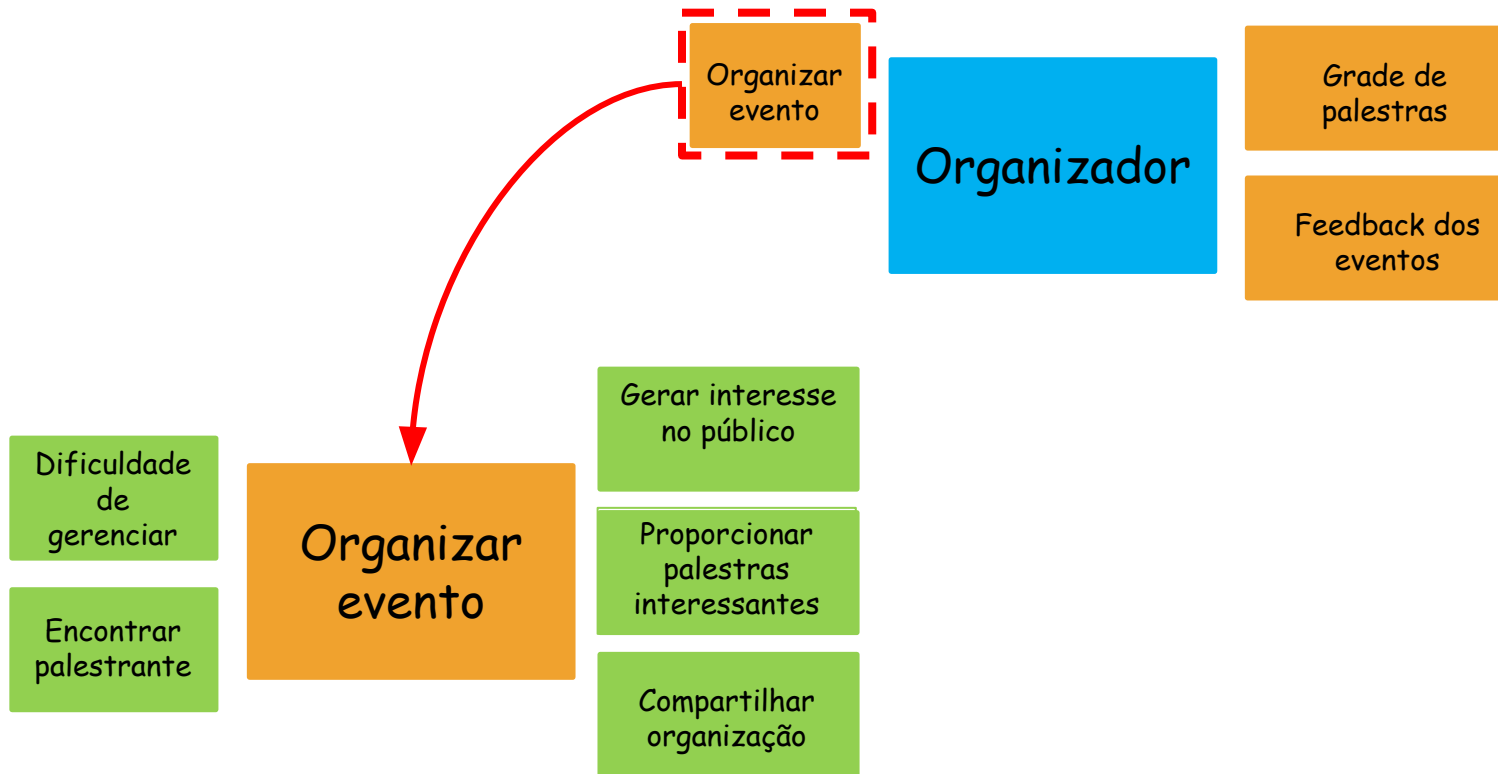 Organizar
evento
Organizador
Grade de
palestras
Feedback dos
eventos
Dificuldade
de
gerenciar
Encontrar
palestrante
Organizar
evento
Gerar interesse
no público
Proporcionar
palestras
interessantes
Compartilhar
organização